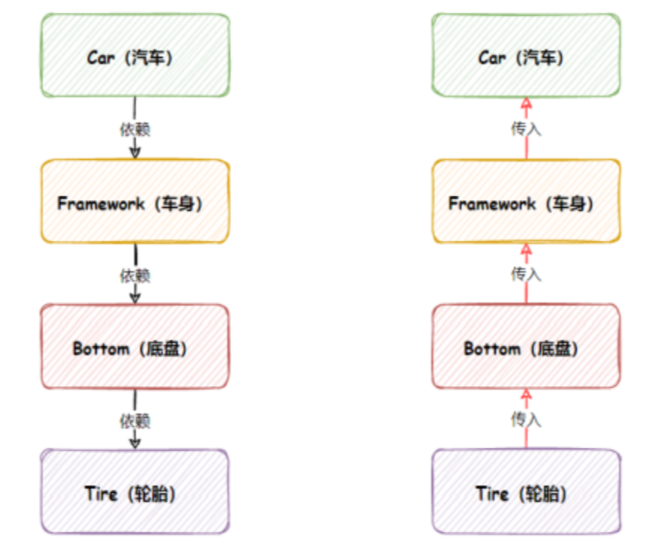 Car（汽车）
依赖
Framework（车身）
依赖
Bottom（底盘）
依赖
Tire（轮胎）
Car（汽车）
传入
Framework（车身）
传入
Bottom（底盘）
传入
Tire（轮胎）